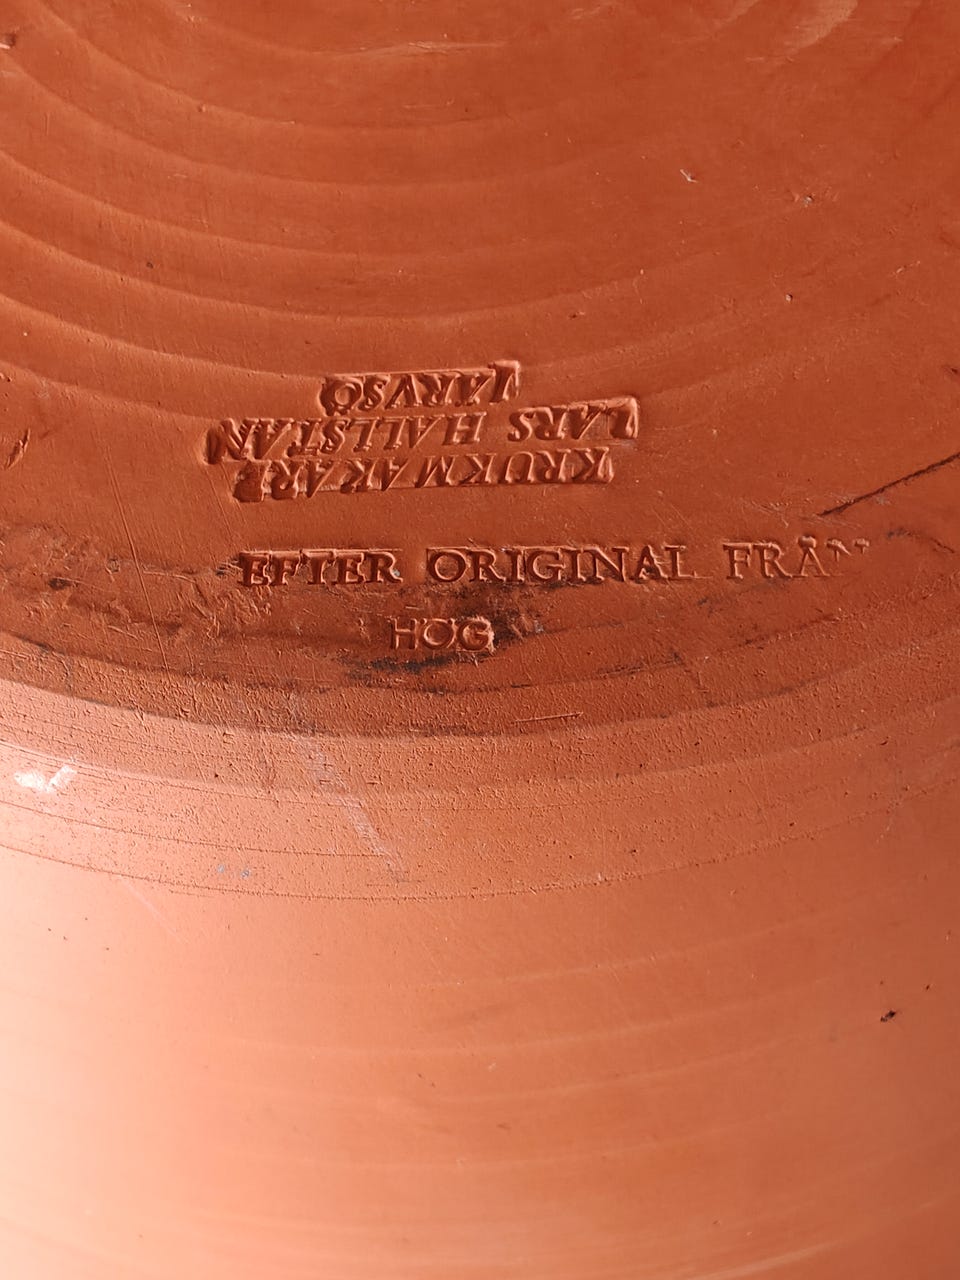 KRUKMAKARE
LARS HALLSTAN
JÄRVSÖ
EFTER ORIGINAL FRÅN
HÖG